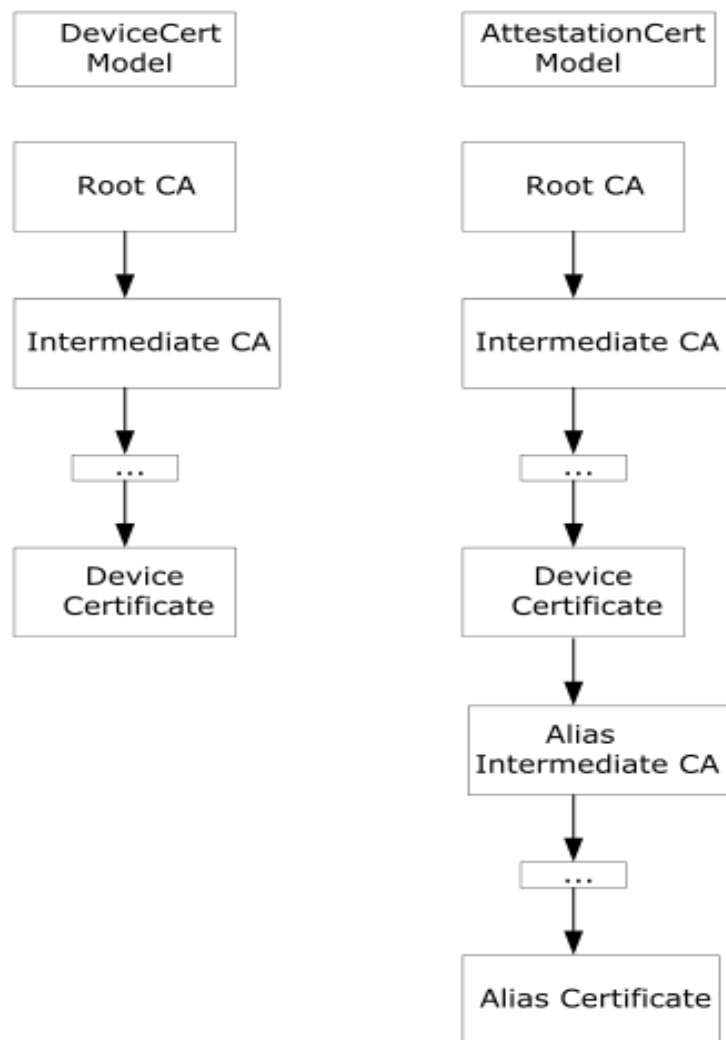 DeviceCert
Model
Root CA
Intermediate CA
...
Device
Certificate
AttestationCert
Model
Root CA
Intermediate CA
...
Device
Certificate
Alias
Intermediate CA
...
Alias Certificate